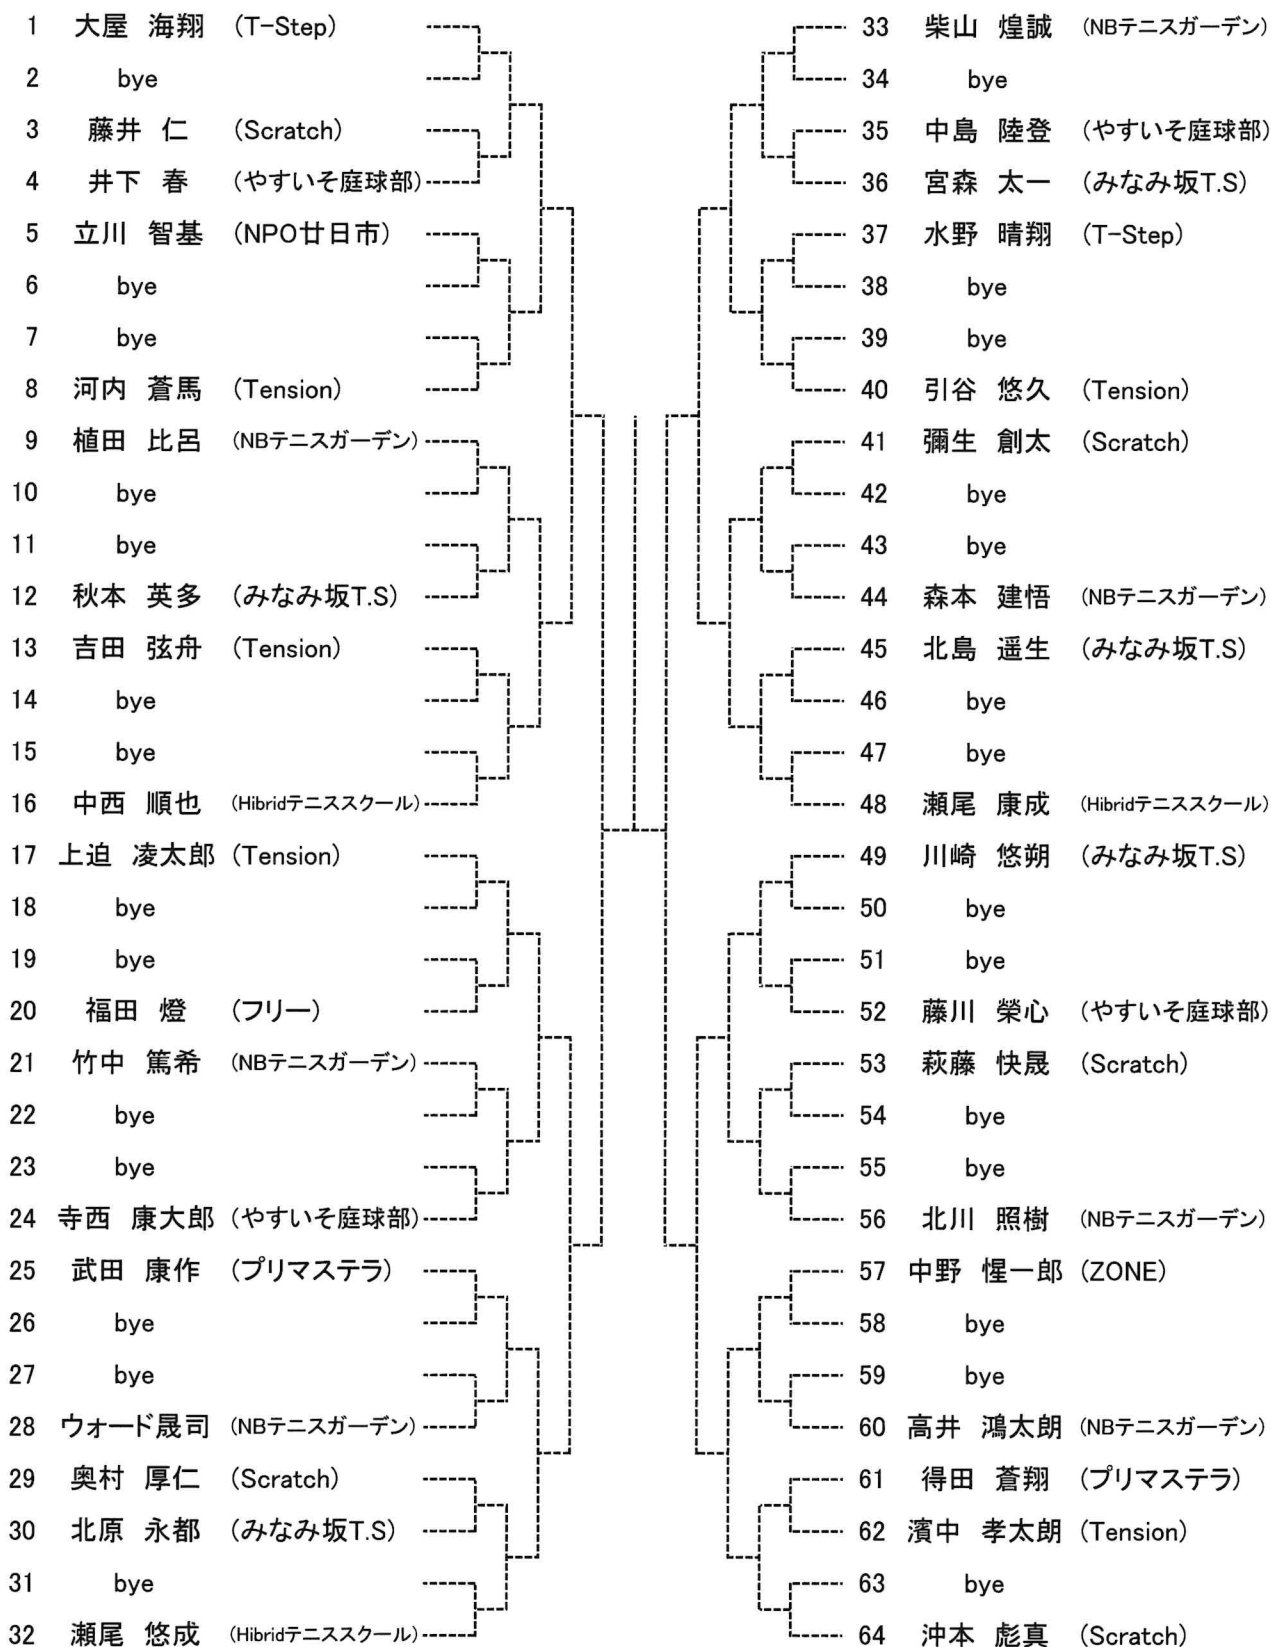 1 大屋 海翔 (T-Step)
2 bye
3 藤井 仁 (Scratch)
4 井下 春 (やすいそ庭球部)
5 立川 智基 (NPO廿日市)
6 bye
7 bye
8 河内 蒼馬 (Tension)
9 植田 比呂 (NBテニスガーデン)
10 bye
11 bye
12 秋本 英多 (みなみ坂T.S)
13 吉田 弦舟 (Tension)
14 bye
15 bye
16 中西 順也 (Hibridテニススクール)
17 上迫 凌太郎 (Tension)
18 bye
19 bye
20 福田 燈 (フリー)
21 竹中 篤希 (NBテニスガーデン)
22 bye
23 bye
24 寺西 康大郎 (やすいそ庭球部)
25 武田 康作 (プリマステラ)
26 bye
27 bye
28 ウォード晟司 (NBテニスガーデン)
29 奥村 厚仁 (Scratch)
30 北原 永都 (みなみ坂T.S)
31 bye
32 瀬尾 悠成 (Hibridテニススクール)
33 柴山 煌誠 (NBテニスガーデン)
34 bye
35 中島 陸登 (やすいそ庭球部)
36 宮森 太一 (みなみ坂T.S)
37 水野 晴翔 (T-Step)
38 bye
39 bye
40 引谷 悠久 (Tension)
41 彌生 創太 (Scratch)
42 bye
43 bye
44 森本 建悟 (NBテニスガーデン)
45 北島 遥生 (みなみ坂T.S)
46 bye
47 bye
48 瀬尾 康成 (Hibridテニススクール)
49 川崎 悠朔 (みなみ坂T.S)
50 bye
51 bye
52 藤川 榮心 (やすいそ庭球部)
53 萩藤 快晟 (Scratch)
54 bye
55 bye
56 北川 照樹 (NBテニスガーデン)
57 中野 惺一郎 (ZONE)
58 bye
59 bye
60 高井 鴻太朗 (NBテニスガーデン)
61 得田 蒼翔 (プリマステラ)
62 濱中 孝太朗 (Tension)
63 bye
64 沖本 彪真 (Scratch)